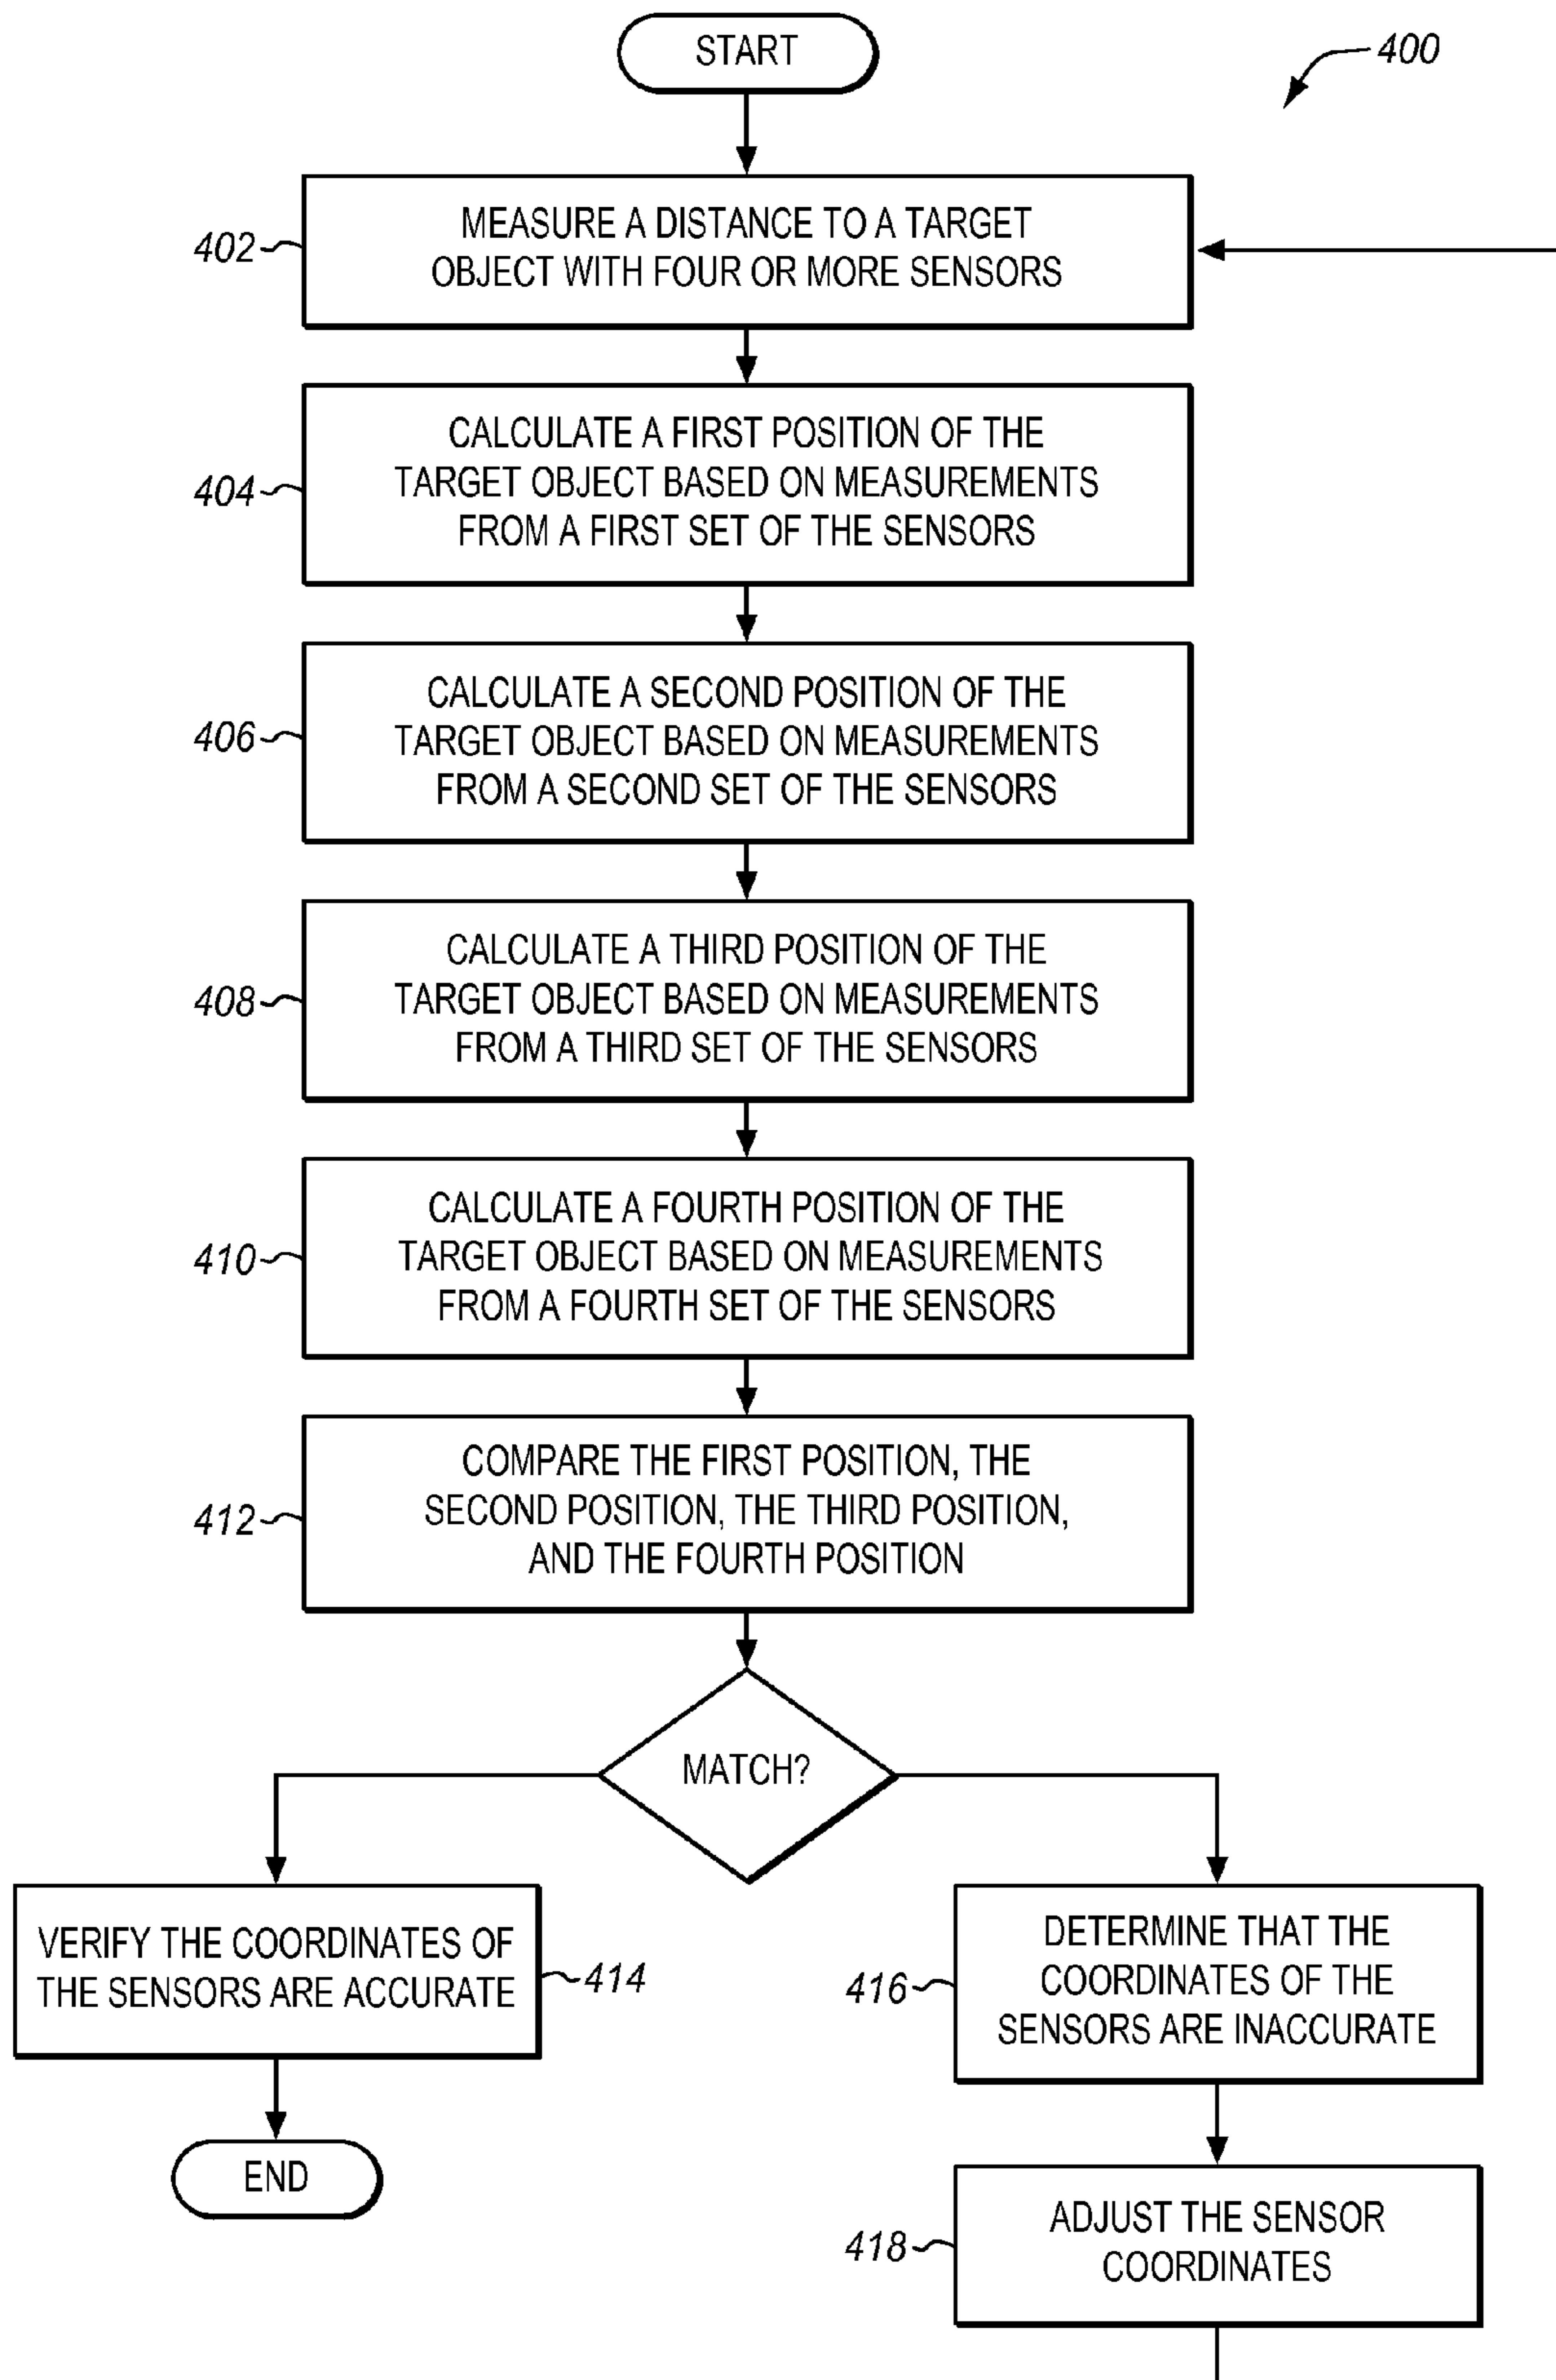 START
400
402
MEASURE A DISTANCE TO A TARGET
OBJECT WITH FOUR OR MORE SENSORS
404
CALCULATE A FIRST POSITION OF THE
TARGET OBJECT BASED ON MEASUREMENTS
FROM A FIRST SET OF THE SENSORS
406
CALCULATE A SECOND POSITION OF THE
TARGET OBJECT BASED ON MEASUREMENTS
FROM A SECOND SET OF THE SENSORS
408
CALCULATE A THIRD POSITION OF THE
TARGET OBJECT BASED ON MEASUREMENTS
FROM A THIRD SET OF THE SENSORS
410
CALCULATE A FOURTH POSITION OF THE
TARGET OBJECT BASED ON MEASUREMENTS
FROM A FOURTH SET OF THE SENSORS
412
COMPARE THE FIRST POSITION, THE
SECOND POSITION, THE THIRD POSITION,
AND THE FOURTH POSITION
MATCH?
VERIFY THE COORDINATES OF
THE SENSORS ARE ACCURATE
414
END
416
DETERMINE THAT THE
COORDINATES OF THE
SENSORS ARE INACCURATE
418
ADJUST THE SENSOR
COORDINATES